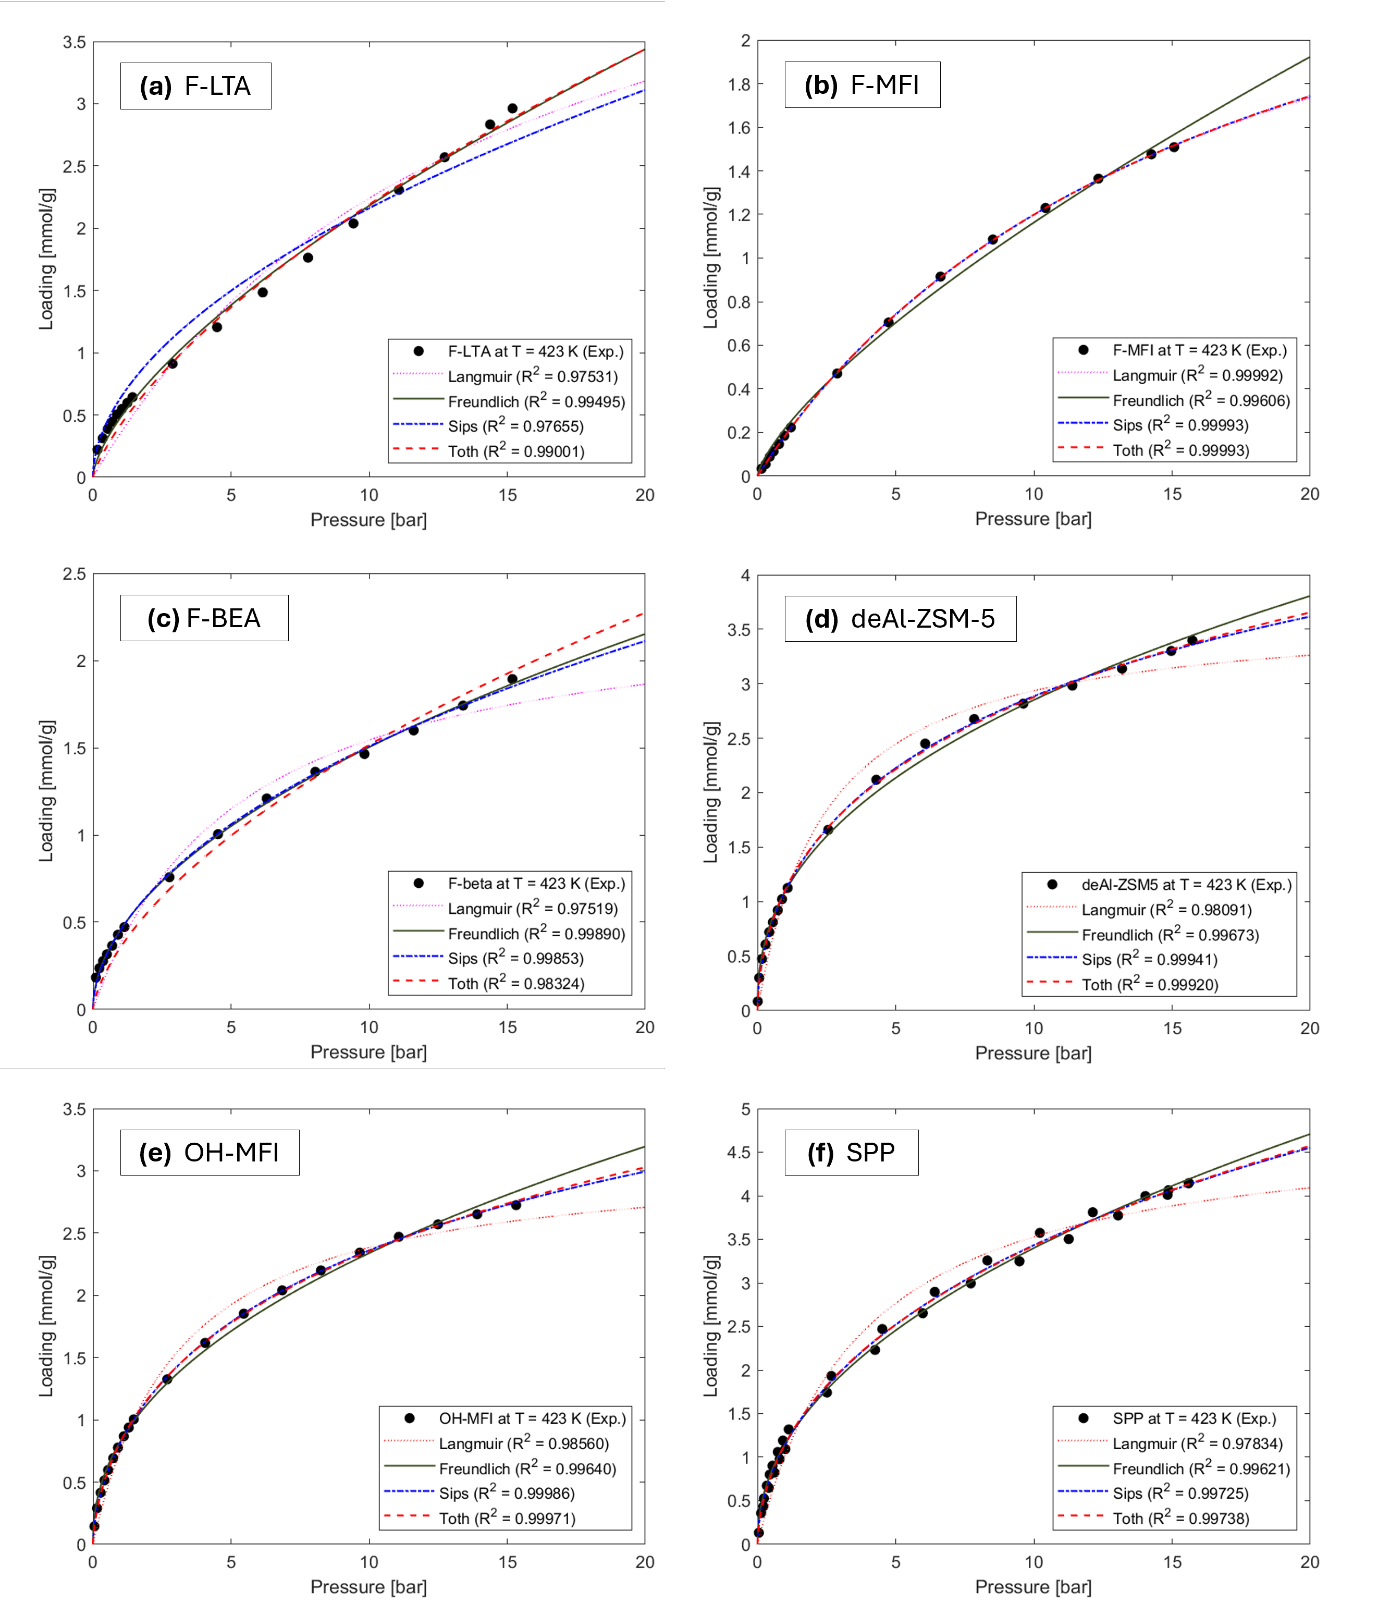 (a) F-LTA
3.5
3
2.5
2
1.5
1
0.5
0
Loading [mmol/g]
F-LTA at T = 423 K (Exp.)
Langmuir (R² = 0.97531)
Freundlich (R² = 0.99495)
Sips (R² = 0.97655)
Toth (R² = 0.99001)
0 5 10 15 20
Pressure [bar]
(b) F-MFI
2
1.8
1.6
1.4
1.2
1
0.8
0.6
0.4
0.2
0
Loading [mmol/g]
F-MFI at T = 423 K (Exp.)
Langmuir (R² = 0.99992)
Freundlich (R² = 0.99606)
Sips (R² = 0.99993)
Toth (R² = 0.99993)
0 5 10 15 20
Pressure [bar]
(c) F-BEA
2.5
2
1.5
1
0.5
0
Loading [mmol/g]
F-beta at T = 423 K (Exp.)
Langmuir (R² = 0.97519)
Freundlich (R² = 0.99890)
Sips (R² = 0.99853)
Toth (R² = 0.98324)
0 5 10 15 20
Pressure [bar]
(d) deAl-ZSM-5
4
3.5
3
2.5
2
1.5
1
0.5
0
Loading [mmol/g]
deAl-ZSM5 at T = 423 K (Exp.)
Langmuir (R² = 0.98091)
Freundlich (R² = 0.99673)
Sips (R² = 0.99941)
Toth (R² = 0.99920)
0 5 10 15 20
Pressure [bar]
(e) OH-MFI
3.5
3
2.5
2
1.5
1
0.5
0
Loading [mmol/g]
OH-MFI at T = 423 K (Exp.)
Langmuir (R² = 0.98560)
Freundlich (R² = 0.99640)
Sips (R² = 0.99986)
Toth (R² = 0.99971)
0 5 10 15 20
Pressure [bar]
(f) SPP
5
4.5
4
3.5
3
2.5
2
1.5
1
0.5
0
Loading [mmol/g]
SPP at T = 423 K (Exp.)
Langmuir (R² = 0.97834)
Freundlich (R² = 0.99621)
Sips (R² = 0.99725)
Toth (R² = 0.99738)
0 5 10 15 20
Pressure [bar]